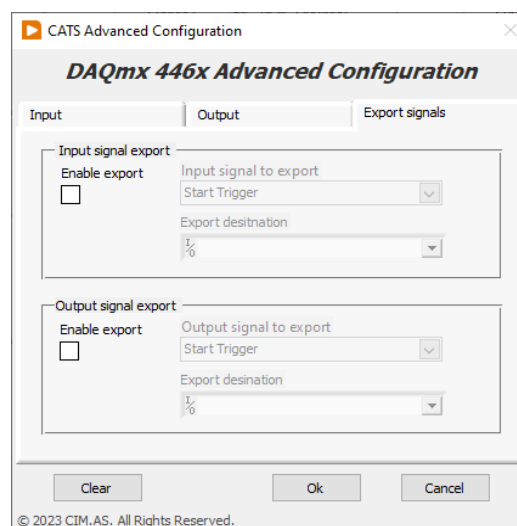 CATS Advanced Configuration
DAQmx 446x Advanced Configuration
Input Output Export signals
Input signal export
Enable export Input signal to export
Start Trigger
Export desitnation
I/O
Output signal export
Enable export Output signal to export
Start Trigger
Export desination
I/O
Clear Ok Cancel
© 2023 CIM.AS. All Rights Reserved.